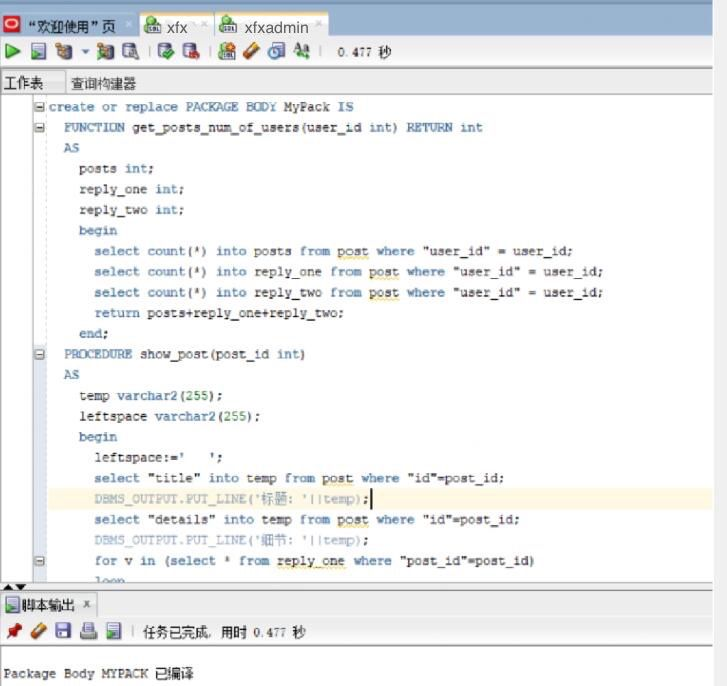 “欢迎使用”页 xfx xfxadmin
0.477 秒
工作表 查询构建器
create or replace PACKAGE BODY MyPack IS
FUNCTION get_posts_num_of_users(user_id int) RETURN int
AS
posts int;
reply_one int;
reply_two int;
begin
select count(*) into posts from post where "user_id" = user_id;
select count(*) into reply_one from post where "user_id" = user_id;
select count(*) into reply_two from post where "user_id" = user_id;
return posts+reply_one+reply_two;
end;
PROCEDURE show_post(post_id int)
AS
temp varchar2(255);
leftspace varchar2(255);
begin
leftspace:='   ';
select "title" into temp from post where "id"=post_id;
DBMS_OUTPUT.PUT_LINE('标题: '||temp);
select "details" into temp from post where "id"=post_id;
DBMS_OUTPUT.PUT_LINE('细节: '||temp);
for v in (select * from reply_one where "post_id"=post_id)
loop
脚本输出 x
任务已完成, 用时 0.477 秒
Package Body MYPACK 已编译